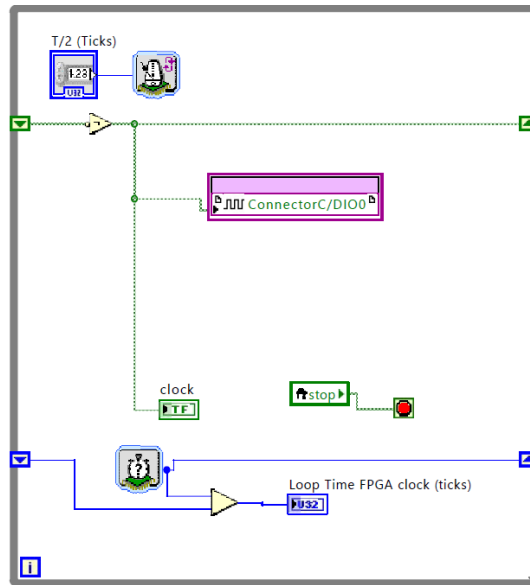 T/2 (Ticks)
1.23
U32
ConnectorC/DIO0
clock
TF
stop
?
Loop Time FPGA clock (ticks)
U32
i